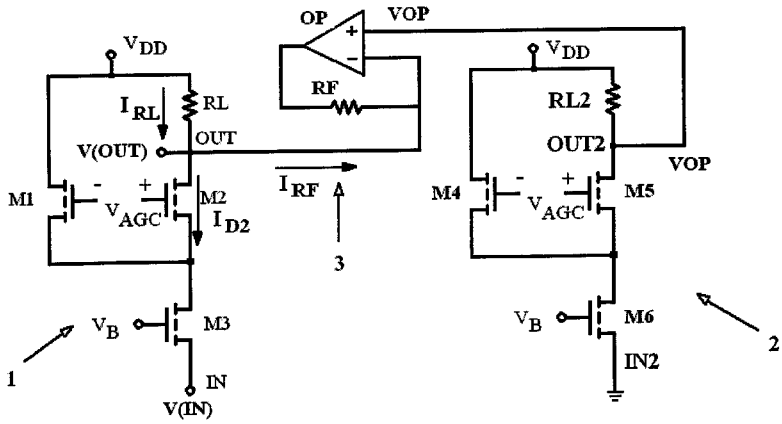 OP
VOP
V_DD
V_DD
I_RL
RL
RF
RL2
OUT
V(OUT)
OUT2
VOP
I_RF
M1
-
+
M2
V_AGC
I_D2
M4
-
+
M5
V_AGC
3
V_B
M3
V_B
M6
1
IN
V(IN)
IN2
2
+
-